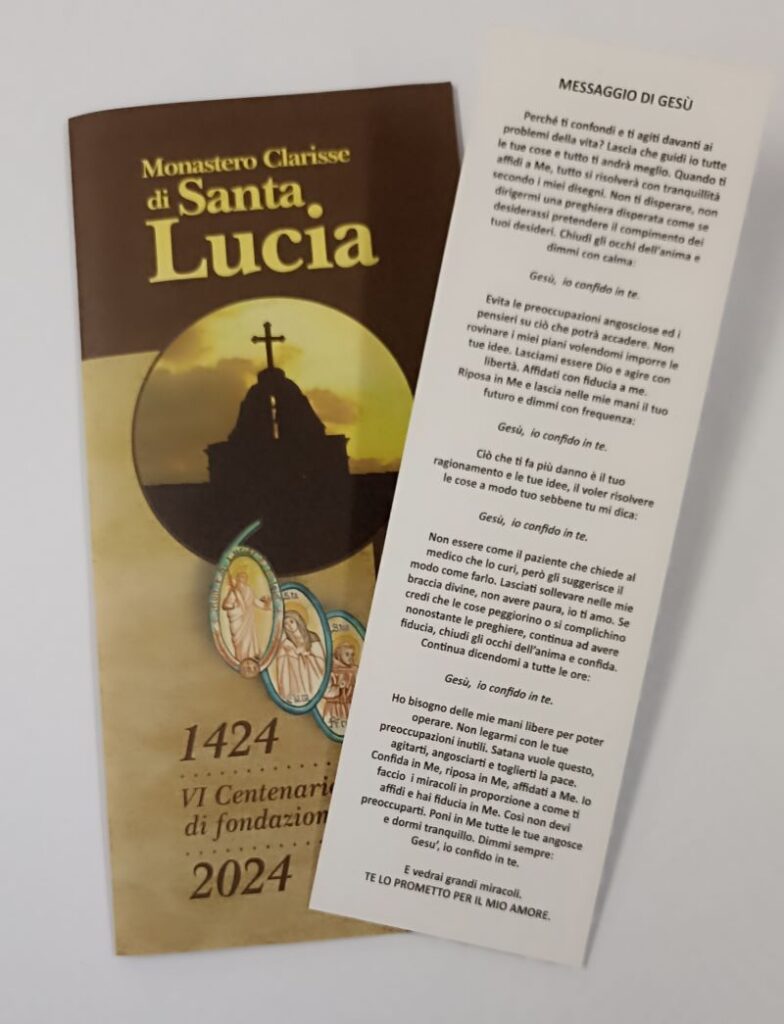 Monastero Clarisse
di Santa
Lucia
1424
VI Centenario
di fondazion
2024
MESSAGGIO DI GESÙ
Perché ti confondi e ti agiti davanti ai
problemi della vita? Lascia che guidi io tutte
le tue cose e tutto ti andrà meglio. Quando ti
affidi a Me, tutto si risolverà con tranquillità
secondo i miei disegni. Non ti disperare, non
dirigermi una preghiera disperata come se
desiderassi pretendere il compimento dei
tuoi desideri. Chiudi gli occhi dell'anima e
dimmi con calma:
Gesù, io confido in te.
Evita le preoccupazioni angosciose ed i
pensieri su ciò che potrà accadere. Non
rovinare i miei piani volendomi imporre le
tue idee. Lasciami essere Dio e agire con
libertà. Affidati con fiducia a me.
Riposa in Me e lascia nelle mie mani il tuo
futuro e dimmi con frequenza:
Gesù, io confido in te.
Ciò che ti fa più danno è il tuo
ragionamento e le tue idee, il voler risolvere
le cose a modo tuo sebbene tu mi dica:
Gesù, io confido in te.
Non essere come il paziente che chiede al
medico che lo curi, però gli suggerisce il
modo come farlo. Lasciati sollevare nelle mie
braccia divine, non avere paura, io ti amo. Se
credi che le cose peggiorino o si complichino
nonostante le preghiere, continua ad avere
fiducia, chiudi gli occhi dell'anima e confida.
Continua dicendomi a tutte le ore:
Gesù, io confido in te.
Ho bisogno delle mie mani libere per poter
operare. Non legarmi con le tue
preoccupazioni inutili. Satana vuole questo,
agitarti, angosciarti e toglierti la pace.
Confida in Me, riposa in Me, affidati a Me. Io
faccio i miracoli in proporzione a come ti
affidi e hai fiducia in Me. Così non devi
preoccuparti. Poni in Me tutte le tue angosce
e dormi tranquillo. Dimmi sempre:
Gesu', io confido in te.
E vedrai grandi miracoli.
TE LO PROMETTO PER IL MIO AMORE.